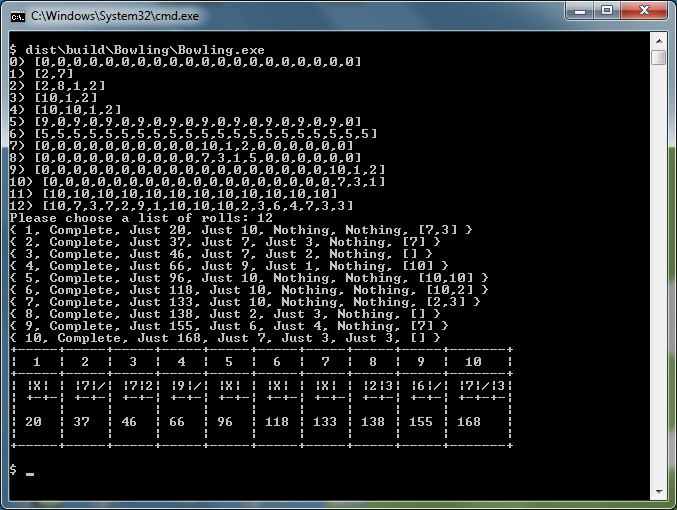 C:\Windows\System32\cmd.exe
$ dist\build\Bowling\Bowling.exe
0) [0,0,0,0,0,0,0,0,0,0,0,0,0,0,0,0,0,0,0,0]
1) [2,7]
2) [2,8,1,2]
3) [10,1,2]
4) [10,10,1,2]
5) [9,0,9,0,9,0,9,0,9,0,9,0,9,0,9,0,9,0,9,0]
6) [5,5,5,5,5,5,5,5,5,5,5,5,5,5,5,5,5,5,5,5,5]
7) [0,0,0,0,0,0,0,0,0,0,10,1,2,0,0,0,0,0,0]
8) [0,0,0,0,0,0,0,0,0,0,7,3,1,5,0,0,0,0,0,0]
9) [0,0,0,0,0,0,0,0,0,0,0,0,0,0,0,0,0,0,10,1,2]
10) [0,0,0,0,0,0,0,0,0,0,0,0,0,0,0,0,0,0,7,3,1]
11) [10,10,10,10,10,10,10,10,10,10,10,10]
12) [10,7,3,7,2,9,1,10,10,10,2,3,6,4,7,3,3]
Please choose a list of rolls: 12
{ 1, Complete, Just 20, Just 10, Nothing, Nothing, [7,3] }
{ 2, Complete, Just 37, Just 7, Just 3, Nothing, [7] }
{ 3, Complete, Just 46, Just 7, Just 2, Nothing, [] }
{ 4, Complete, Just 66, Just 9, Just 1, Nothing, [10] }
{ 5, Complete, Just 96, Just 10, Nothing, Nothing, [10,10] }
{ 6, Complete, Just 118, Just 10, Nothing, Nothing, [10,2] }
{ 7, Complete, Just 133, Just 10, Nothing, Nothing, [2,3] }
{ 8, Complete, Just 138, Just 2, Just 3, Nothing, [] }
{ 9, Complete, Just 155, Just 6, Just 4, Nothing, [7] }
{ 10, Complete, Just 168, Just 7, Just 3, Just 3, [] }
¦  1  ¦  2  ¦  3  ¦  4  ¦  5  ¦  6  ¦  7  ¦  8  ¦  9  ¦  10   ¦
¦ ¦X¦ ¦ ¦7¦/¦ ¦7¦2¦ ¦9¦/¦ ¦X¦ ¦ ¦X¦ ¦ ¦X¦ ¦ ¦2¦3¦ ¦6¦/¦ ¦7¦/¦3¦
¦ 20  ¦ 37  ¦ 46  ¦ 66  ¦ 96  ¦ 118 ¦ 133 ¦ 138 ¦ 155 ¦ 168   ¦
$ _